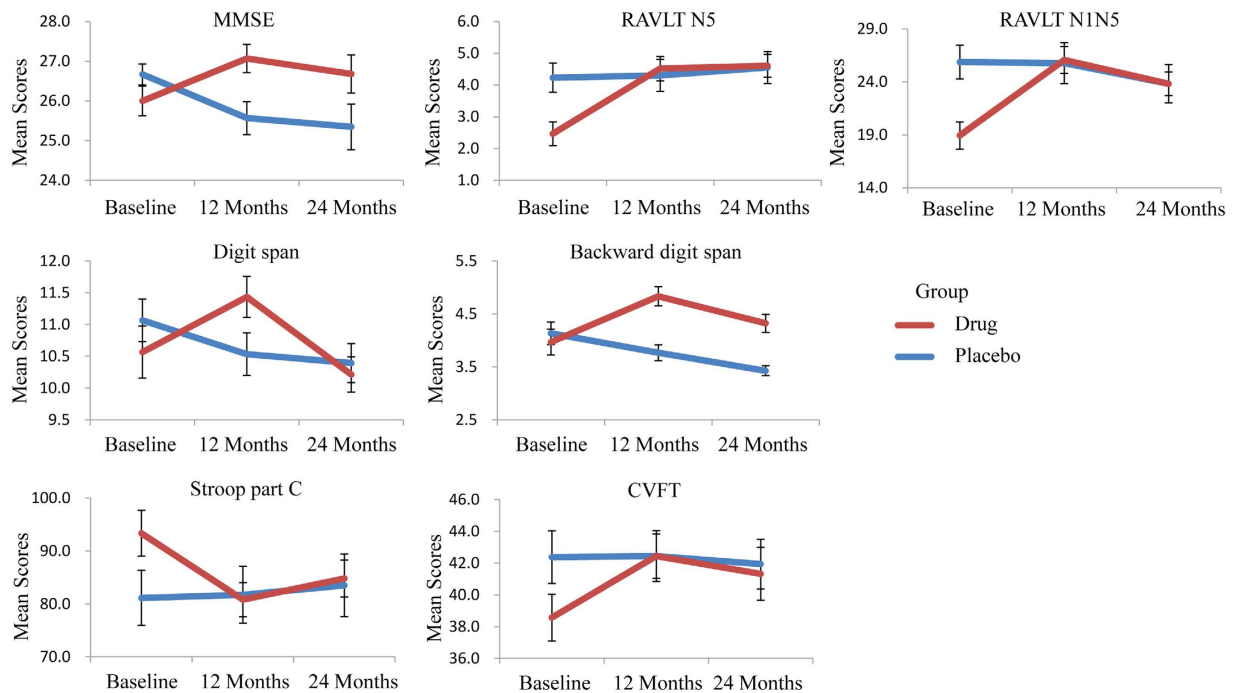 MMSE
28.0
27.0
26.0
25.0
24.0
Mean Scores
Baseline 12 Months 24 Months
RAVLT N5
6.0
5.0
4.0
3.0
2.0
1.0
Mean Scores
Baseline 12 Months 24 Months
RAVLT N1N5
29.0
24.0
19.0
14.0
Mean Scores
Baseline 12 Months 24 Months
Digit span
12.0
11.5
11.0
10.5
10.0
9.5
Mean Scores
Baseline 12 Months 24 Months
Backward digit span
5.5
4.5
3.5
2.5
Mean Scores
Baseline 12 Months 24 Months
Group
Drug
Placebo
Stroop part C
100.0
90.0
80.0
70.0
Mean Scores
Baseline 12 Months 24 Months
CVFT
46.0
44.0
42.0
40.0
38.0
36.0
Mean Scores
Baseline 12 Months 24 Months